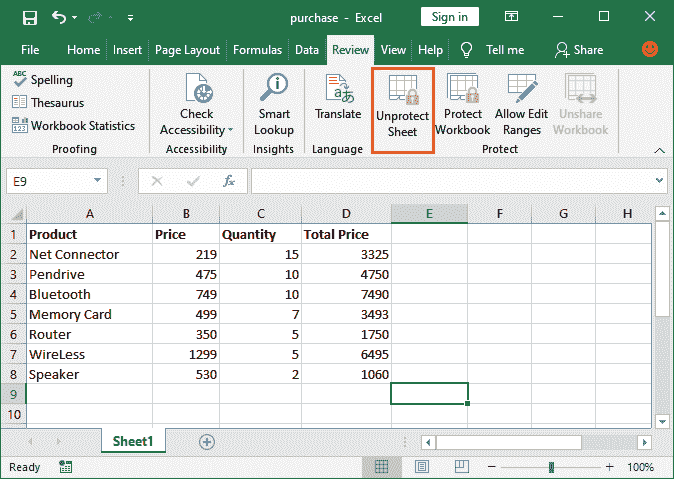 purchase - Excel
Sign in
File Home Insert Page Layout Formulas Data Review View Help Tell me Share
ABC Spelling
Thesaurus
123 Workbook Statistics
Proofing
Check Accessibility
Accessibility
Smart Lookup
Insights
Translate
Language
Unprotect Sheet
Protect Workbook
Allow Edit Ranges
Unshare Workbook
Protect
E9 fx
A B C D E F G H
1 Product Price Quantity Total Price
2 Net Connector 219 15 3325
3 Pendrive 475 10 4750
4 Bluetooth 749 10 7490
5 Memory Card 499 7 3493
6 Router 350 5 1750
7 WireLess 1299 5 6495
8 Speaker 530 2 1060
9
10
Sheet1
Ready 100%